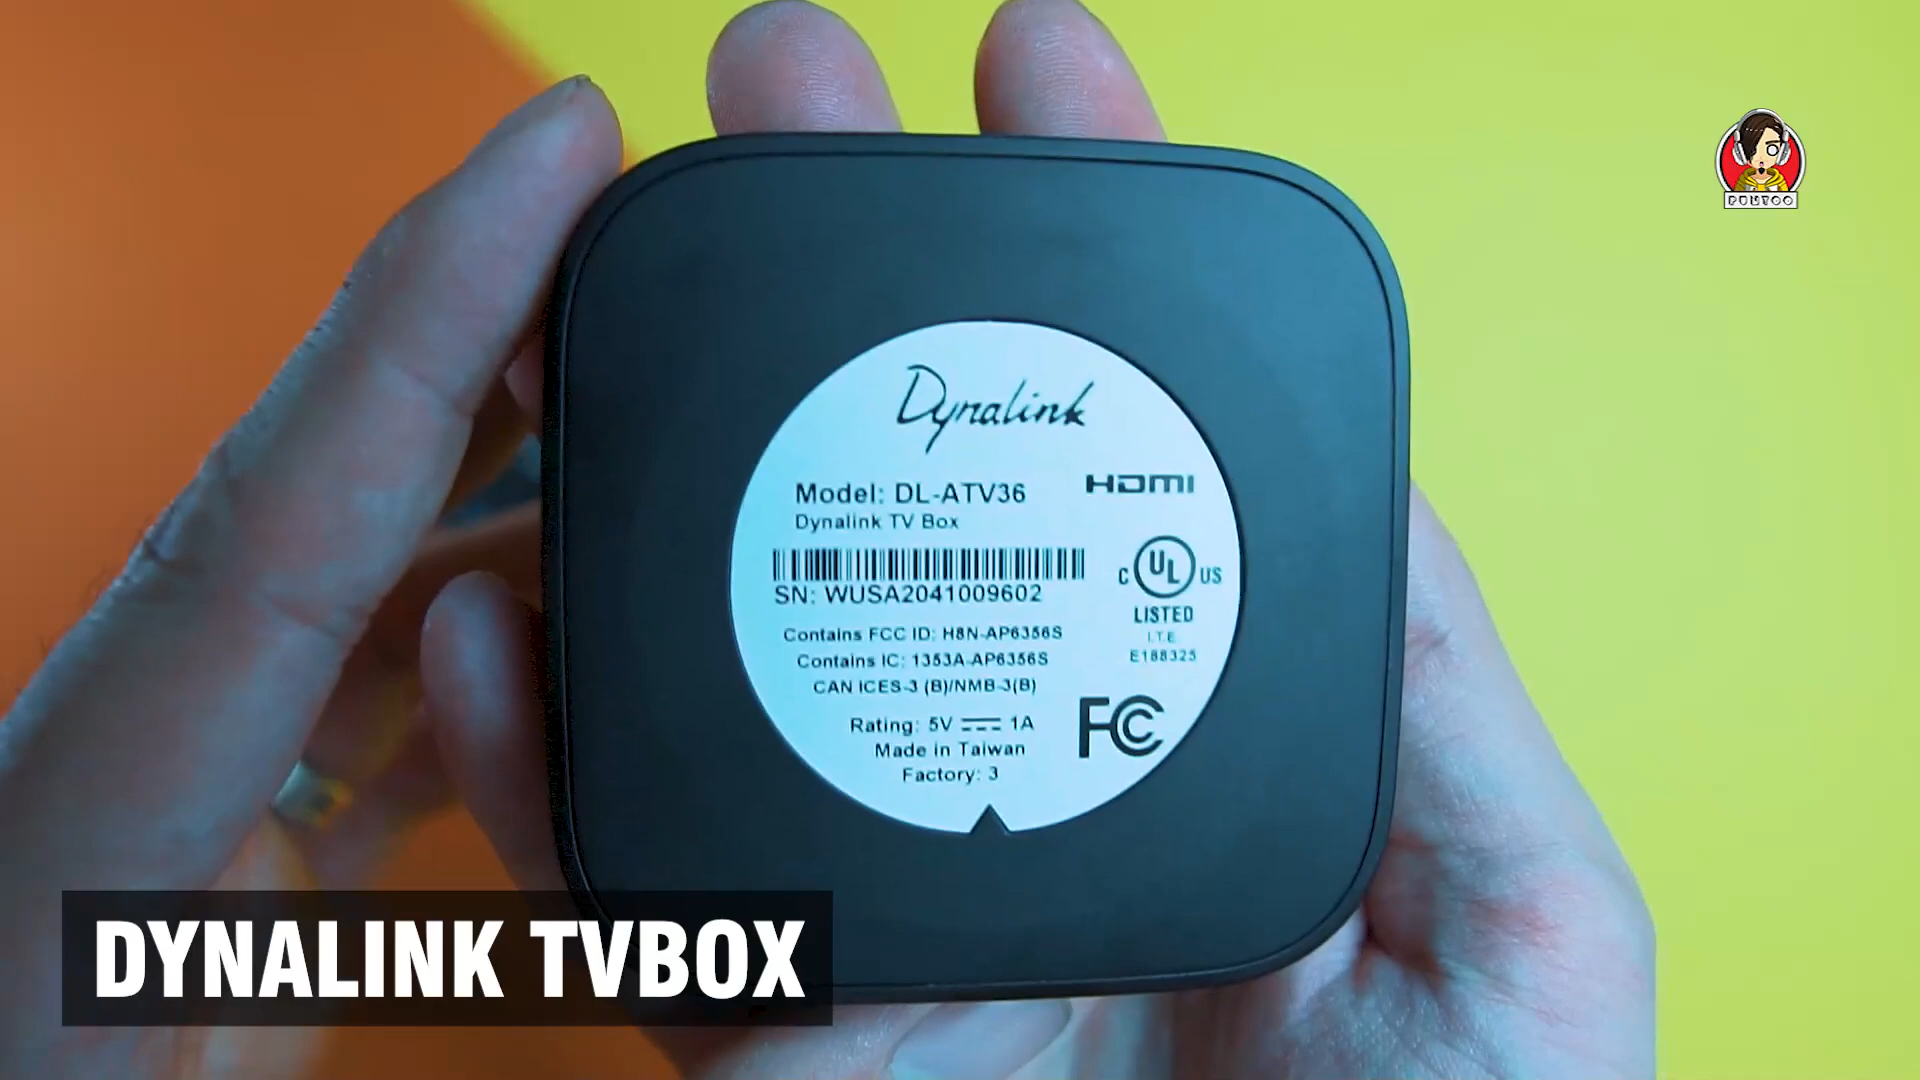 PUNTOO
Dynalink
HDMI
Model: DL-ATV36
Dynalink TV Box
SN: WUSA2041009602
C UL US
LISTED
I.T.E.
E188325
Contains FCC ID: H8N-AP6356S
Contains IC: 1353A-AP6356S
CAN ICES-3 (B)/NMB-3(B)
FC
Rating: 5V ⎓ 1A
Made in Taiwan
Factory: 3
DYNALINK TVBOX